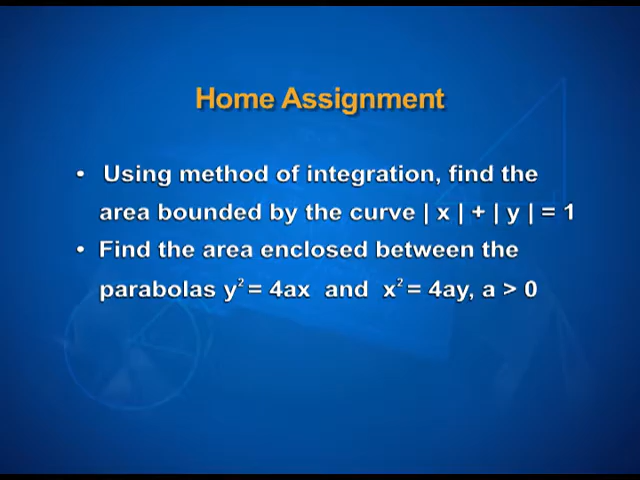 Home Assignment
• Using method of integration, find the
area bounded by the curve | x | + | y | = 1
• Find the area enclosed between the
parabolas y² = 4ax and x² = 4ay, a > 0